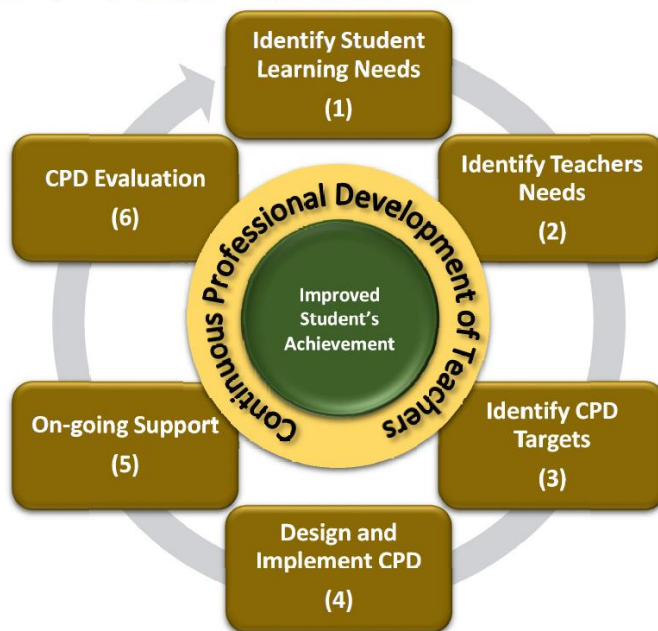 Identify Student
Learning Needs
(1)
Identify Teachers
Needs
(2)
Identify CPD
Targets
(3)
Design and
Implement CPD
(4)
On-going Support
(5)
CPD Evaluation
(6)
Continuous Professional Development of Teachers
Improved
Student’s
Achievement